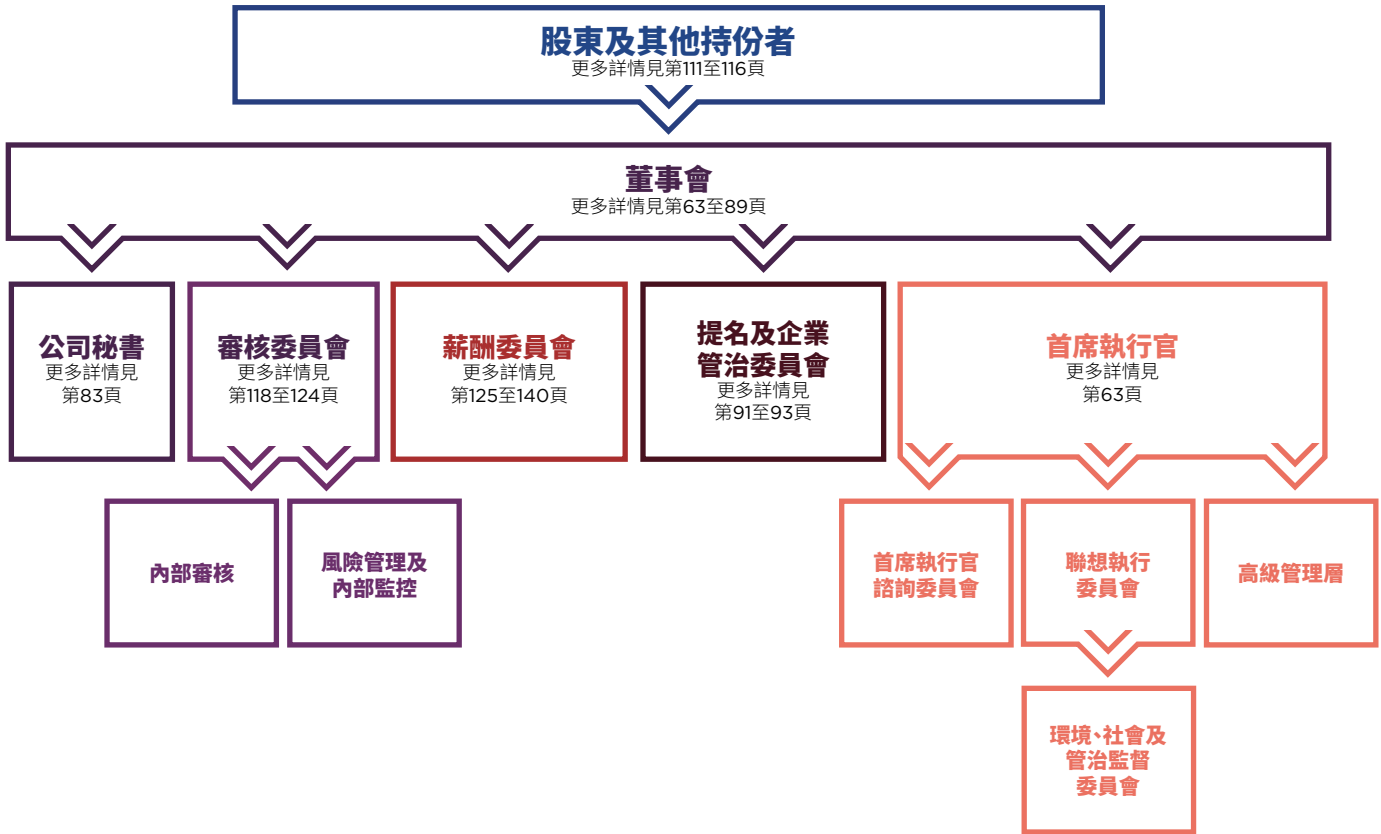 股東及其他持份者
更多詳情見第111至116頁
董事會
更多詳情見第63至89頁
公司秘書
更多詳情見
第83頁
審核委員會
更多詳情見
第118至124頁
薪酬委員會
更多詳情見
第125至140頁
提名及企業
管治委員會
更多詳情見
第91至93頁
首席執行官
更多詳情見
第63頁
內部審核
風險管理及
內部監控
首席執行官
諮詢委員會
聯想執行
委員會
高級管理層
環境、社會及
管治監督
委員會